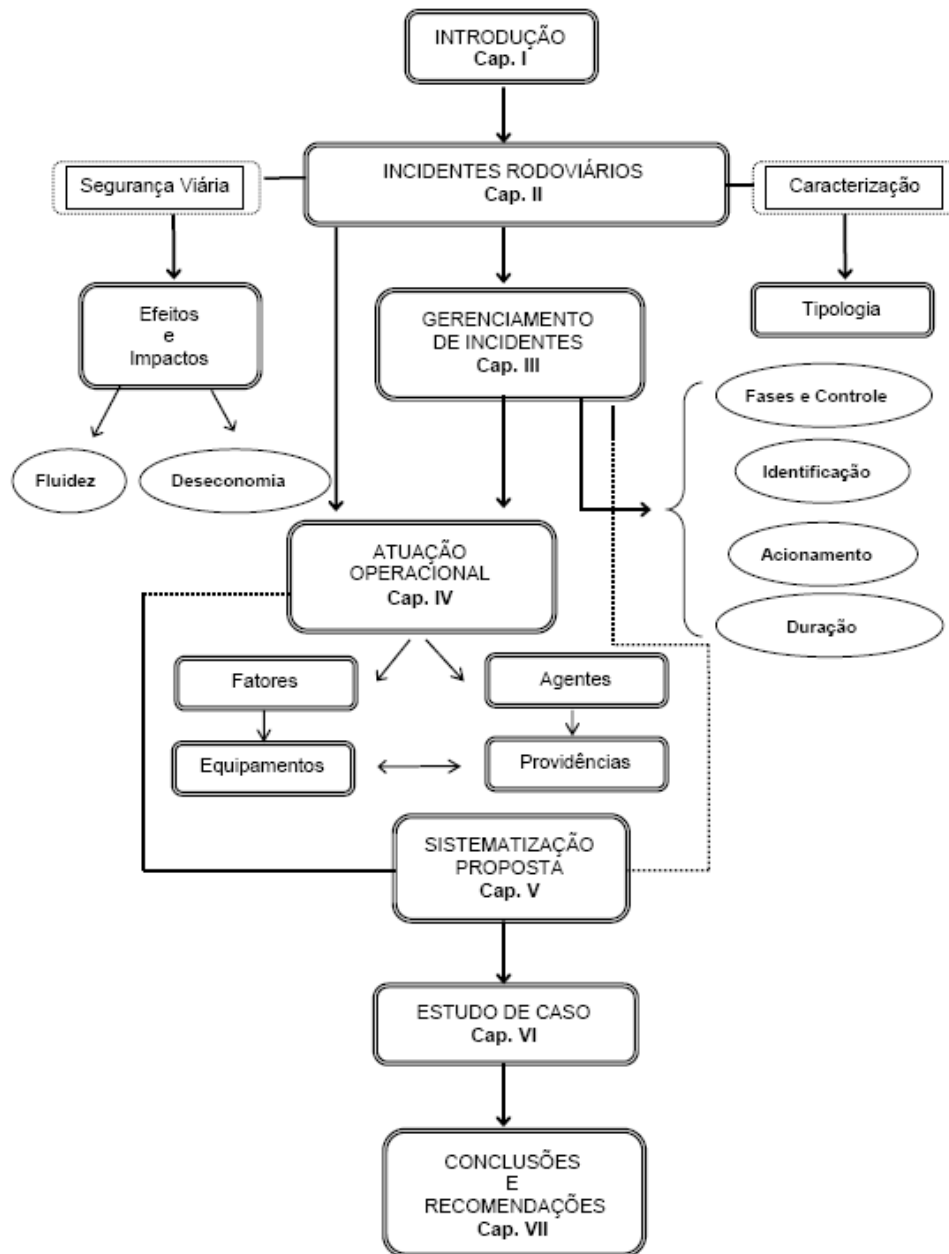 INTRODUÇÃO
Cap. I
INCIDENTES RODOVIÁRIOS
Cap. II
Segurança Viária
Caracterização
Efeitos
e
Impactos
GERENCIAMENTO
DE INCIDENTES
Cap. III
Tipologia
Fluidez
Deseconomia
Fases e Controle
Identificação
Acionamento
Duração
ATUAÇÃO
OPERACIONAL
Cap. IV
Fatores
Agentes
Equipamentos
Providências
SISTEMATIZAÇÃO
PROPOSTA
Cap. V
ESTUDO DE CASO
Cap. VI
CONCLUSÕES
E
RECOMENDAÇÕES
Cap. VII